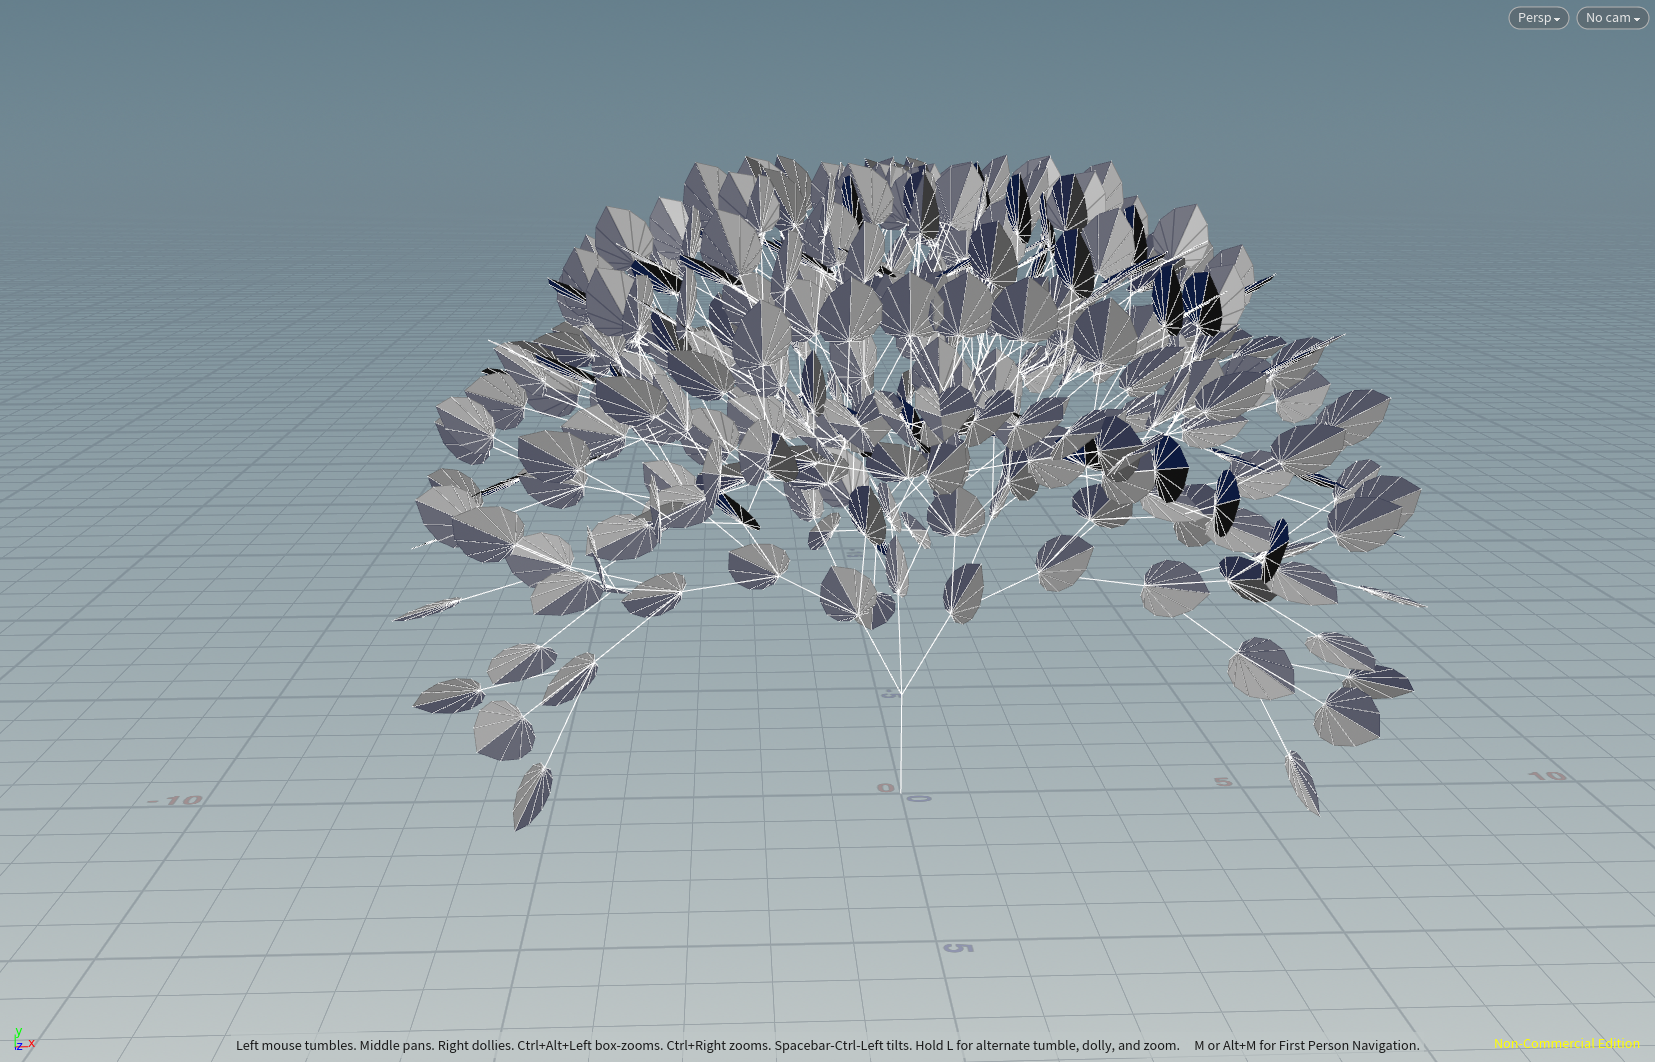 Persp
No cam
-10
0
0
5
10
5
y
z
x
Left mouse tumbles. Middle pans. Right dollies. Ctrl+Alt+Left box-zooms. Ctrl+Right zooms. Spacebar-Ctrl-Left tilts. Hold L for alternate tumble, dolly, and zoom. M or Alt+M for First Person Navigation.
Non-Commercial Edition